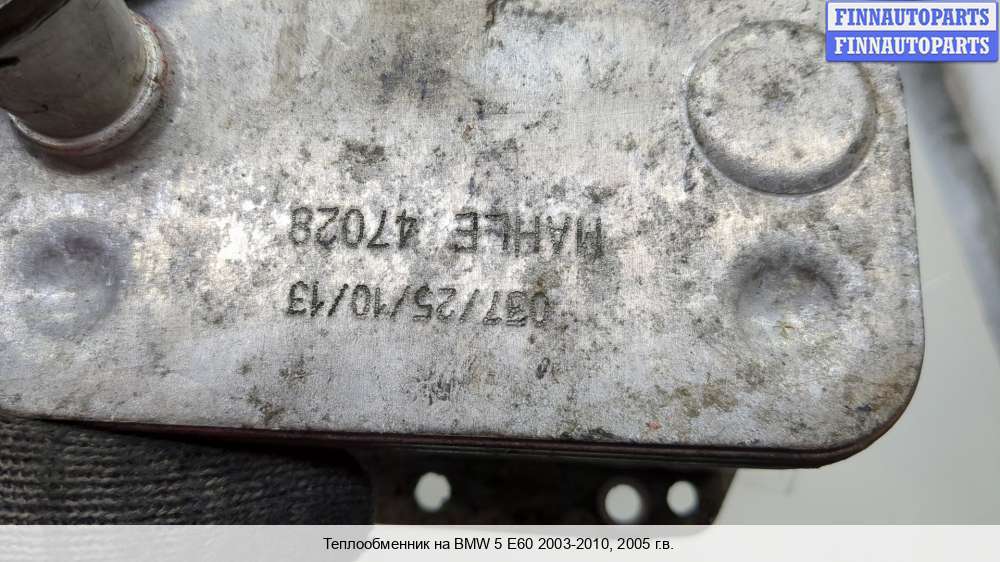 FINNAUTOPARTS
FINNAUTOPARTS
MAHLE 47028
037/25/10/13
Теплообменник на BMW 5 E60 2003-2010, 2005 г.в.